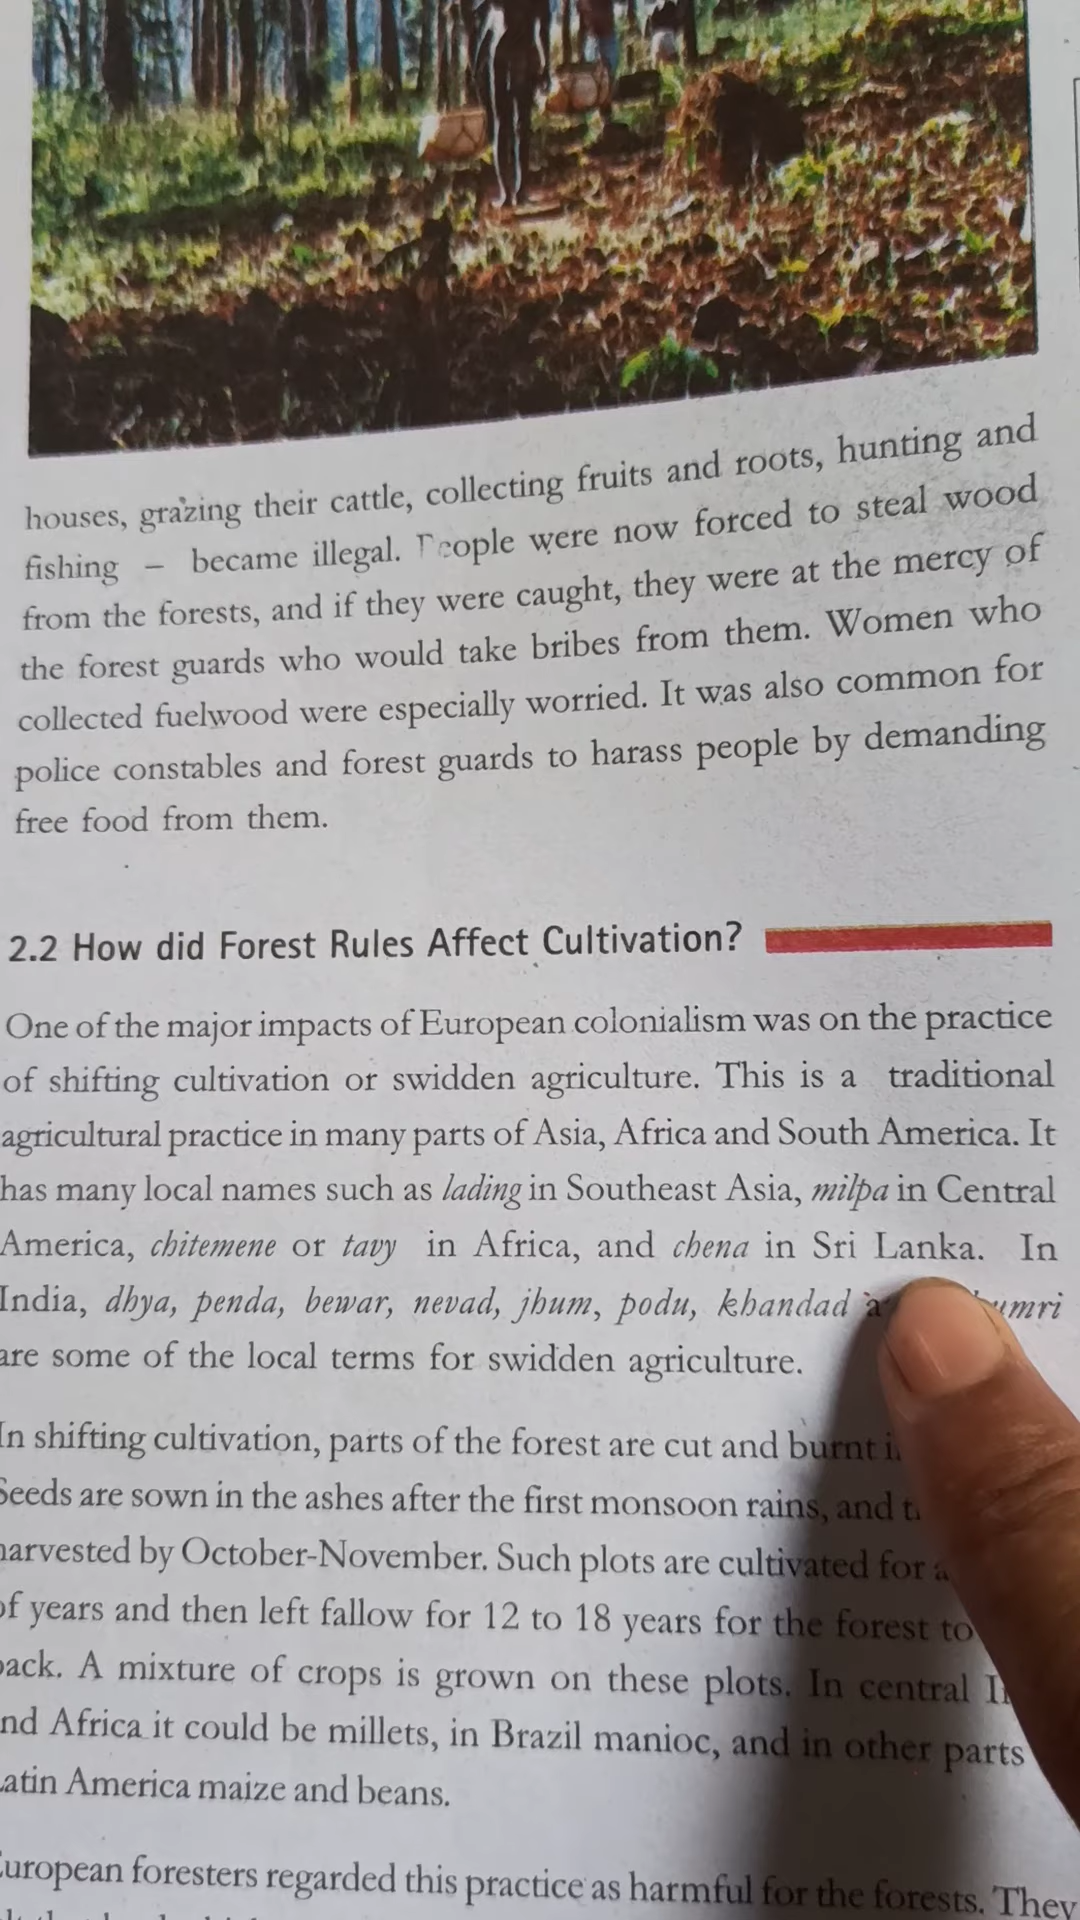 houses, grazing their cattle, collecting fruits and roots, hunting and
fishing – became illegal. People were now forced to steal wood
from the forests, and if they were caught, they were at the mercy of
the forest guards who would take bribes from them. Women who
collected fuelwood were especially worried. It was also common for
police constables and forest guards to harass people by demanding
free food from them.
2.2 How did Forest Rules Affect Cultivation?
One of the major impacts of European colonialism was on the practice
of shifting cultivation or swidden agriculture. This is a traditional
agricultural practice in many parts of Asia, Africa and South America. It
has many local names such as lading in Southeast Asia, milpa in Central
America, chitemene or tavy in Africa, and chena in Sri Lanka. In
India, dhya, penda, bewar, nevad, jhum, podu, khandad
are some of the local terms for swidden agriculture.
In shifting cultivation, parts of the forest are cut and burnt
Seeds are sown in the ashes after the first monsoon rains, and
harvested by October-November. Such plots are cultivated for a
of years and then left fallow for 12 to 18 years for the forest to
back. A mixture of crops is grown on these plots. In central
and Africa it could be millets, in Brazil manioc, and in other parts
Latin America maize and beans.
European foresters regarded this practice as harmful for the forests. They